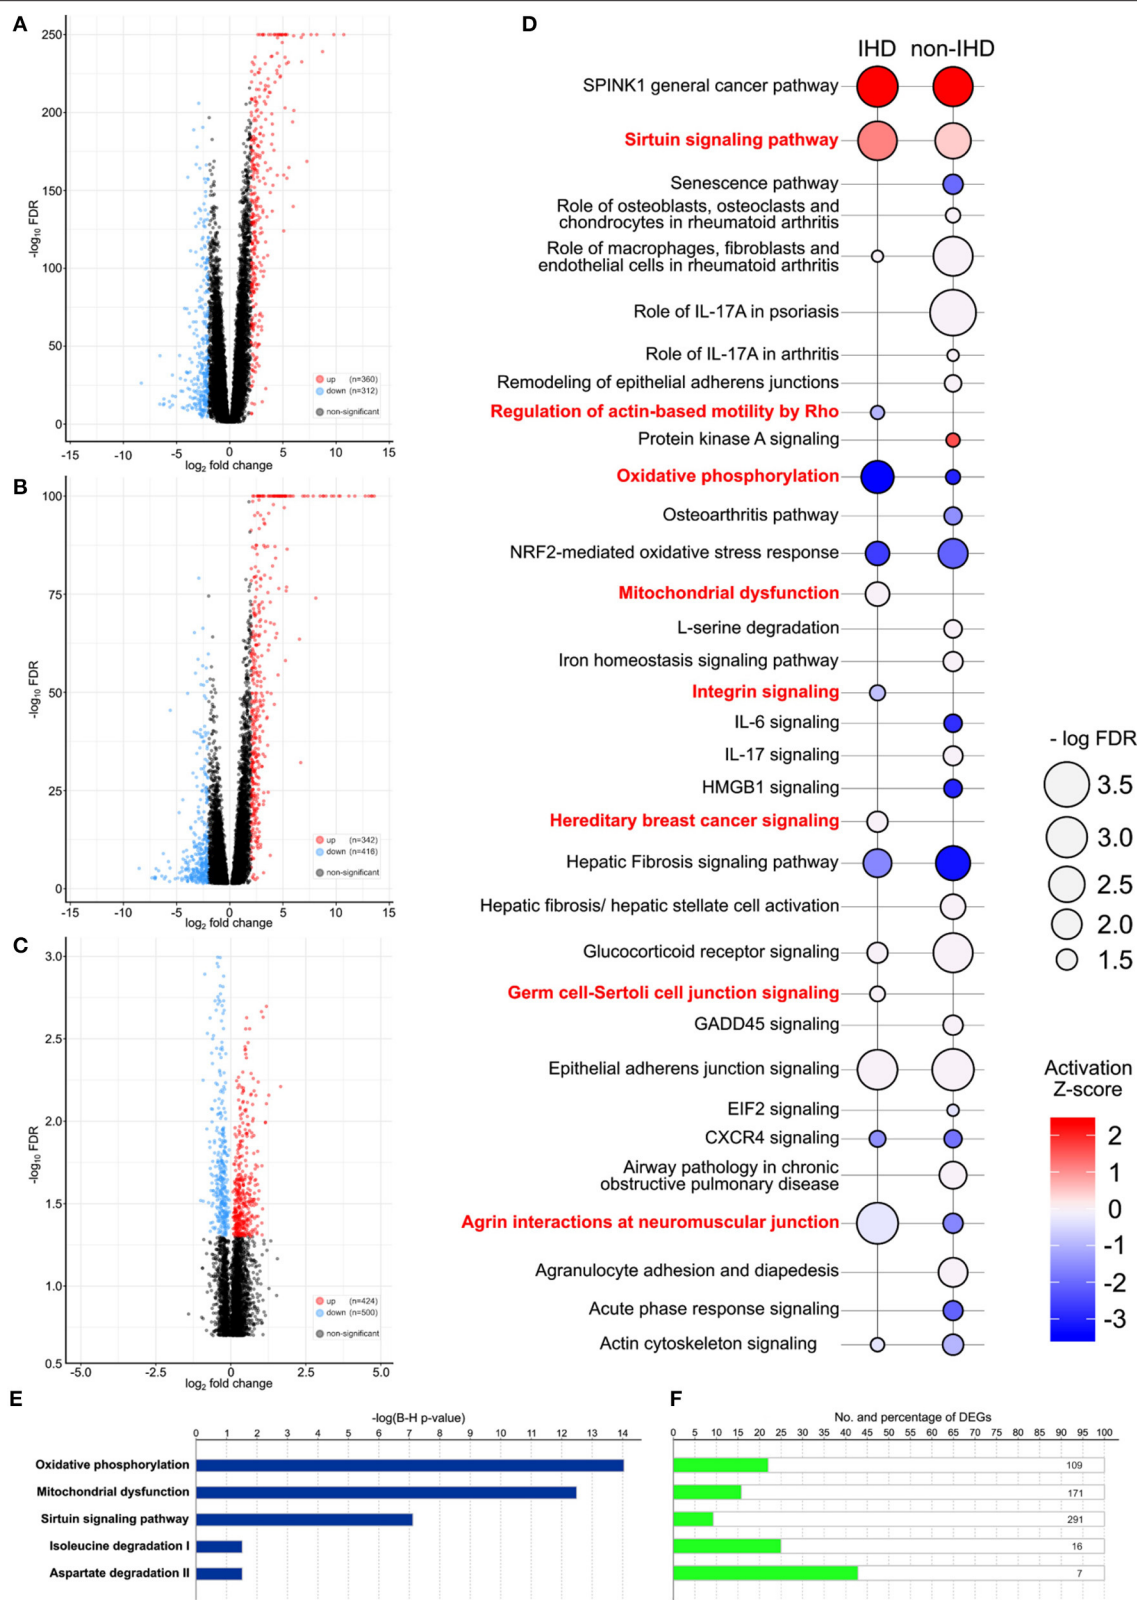 A
250
200
150
100
50
0
-log10 FDR
up (n=360)
down (n=312)
non-significant
-15 -10 -5 0 5 10 15
log2 fold change
B
100
75
50
25
0
-log10 FDR
up (n=342)
down (n=416)
non-significant
-15 -10 -5 0 5 10 15
log2 fold change
C
3.0
2.5
2.0
1.5
1.0
0.5
-log10 FDR
up (n=424)
down (n=500)
non-significant
-5.0 -2.5 0 2.5 5.0
log2 fold change
D
IHD non-IHD
SPINK1 general cancer pathway
Sirtuin signaling pathway
Senescence pathway
Role of osteoblasts, osteoclasts and
chondrocytes in rheumatoid arthritis
Role of macrophages, fibroblasts and
endothelial cells in rheumatoid arthritis
Role of IL-17A in psoriasis
Role of IL-17A in arthritis
Remodeling of epithelial adherens junctions
Regulation of actin-based motility by Rho
Protein kinase A signaling
Oxidative phosphorylation
Osteoarthritis pathway
NRF2-mediated oxidative stress response
Mitochondrial dysfunction
L-serine degradation
Iron homeostasis signaling pathway
Integrin signaling
IL-6 signaling
IL-17 signaling
HMGB1 signaling
Hereditary breast cancer signaling
Hepatic Fibrosis signaling pathway
Hepatic fibrosis/ hepatic stellate cell activation
Glucocorticoid receptor signaling
Germ cell-Sertoli cell junction signaling
GADD45 signaling
Epithelial adherens junction signaling
EIF2 signaling
CXCR4 signaling
Airway pathology in chronic
obstructive pulmonary disease
Agrin interactions at neuromuscular junction
Agranulocyte adhesion and diapedesis
Acute phase response signaling
Actin cytoskeleton signaling
- log FDR
3.5
3.0
2.5
2.0
1.5
Activation
Z-score
2
1
0
-1
-2
-3
E
-log(B-H p-value)
0 1 2 3 4 5 6 7 8 9 10 11 12 13 14
Oxidative phosphorylation
Mitochondrial dysfunction
Sirtuin signaling pathway
Isoleucine degradation I
Aspartate degradation II
F
No. and percentage of DEGs
0 5 10 15 20 25 30 35 40 45 50 55 60 65 70 75 80 85 90 95 100
109
171
291
16
7